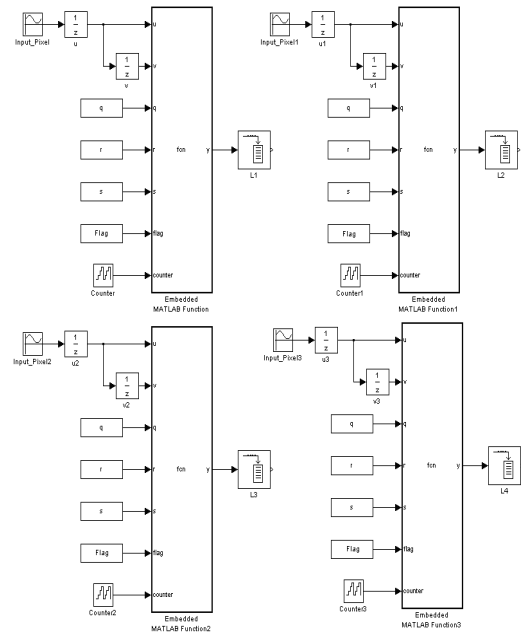 Input_Pixel
1
z
u
u
1
z
v
v
q
q
r
r
fcn
y
L1
s
s
Flag
flag
Counter
counter
Embedded
MATLAB Function
Input_Pixel1
1
z
u1
u
1
z
v1
v
q
q
r
r
fcn
y
L2
s
s
Flag
flag
Counter1
counter
Embedded
MATLAB Function1
Input_Pixel2
1
z
u2
u
1
z
v2
v
q
q
r
r
fcn
y
L3
s
s
Flag
flag
Counter2
counter
Embedded
MATLAB Function2
Input_Pixel3
1
z
u3
u
1
z
v3
v
q
q
r
r
fcn
y
L4
s
s
Flag
flag
Counter3
counter
Embedded
MATLAB Function3